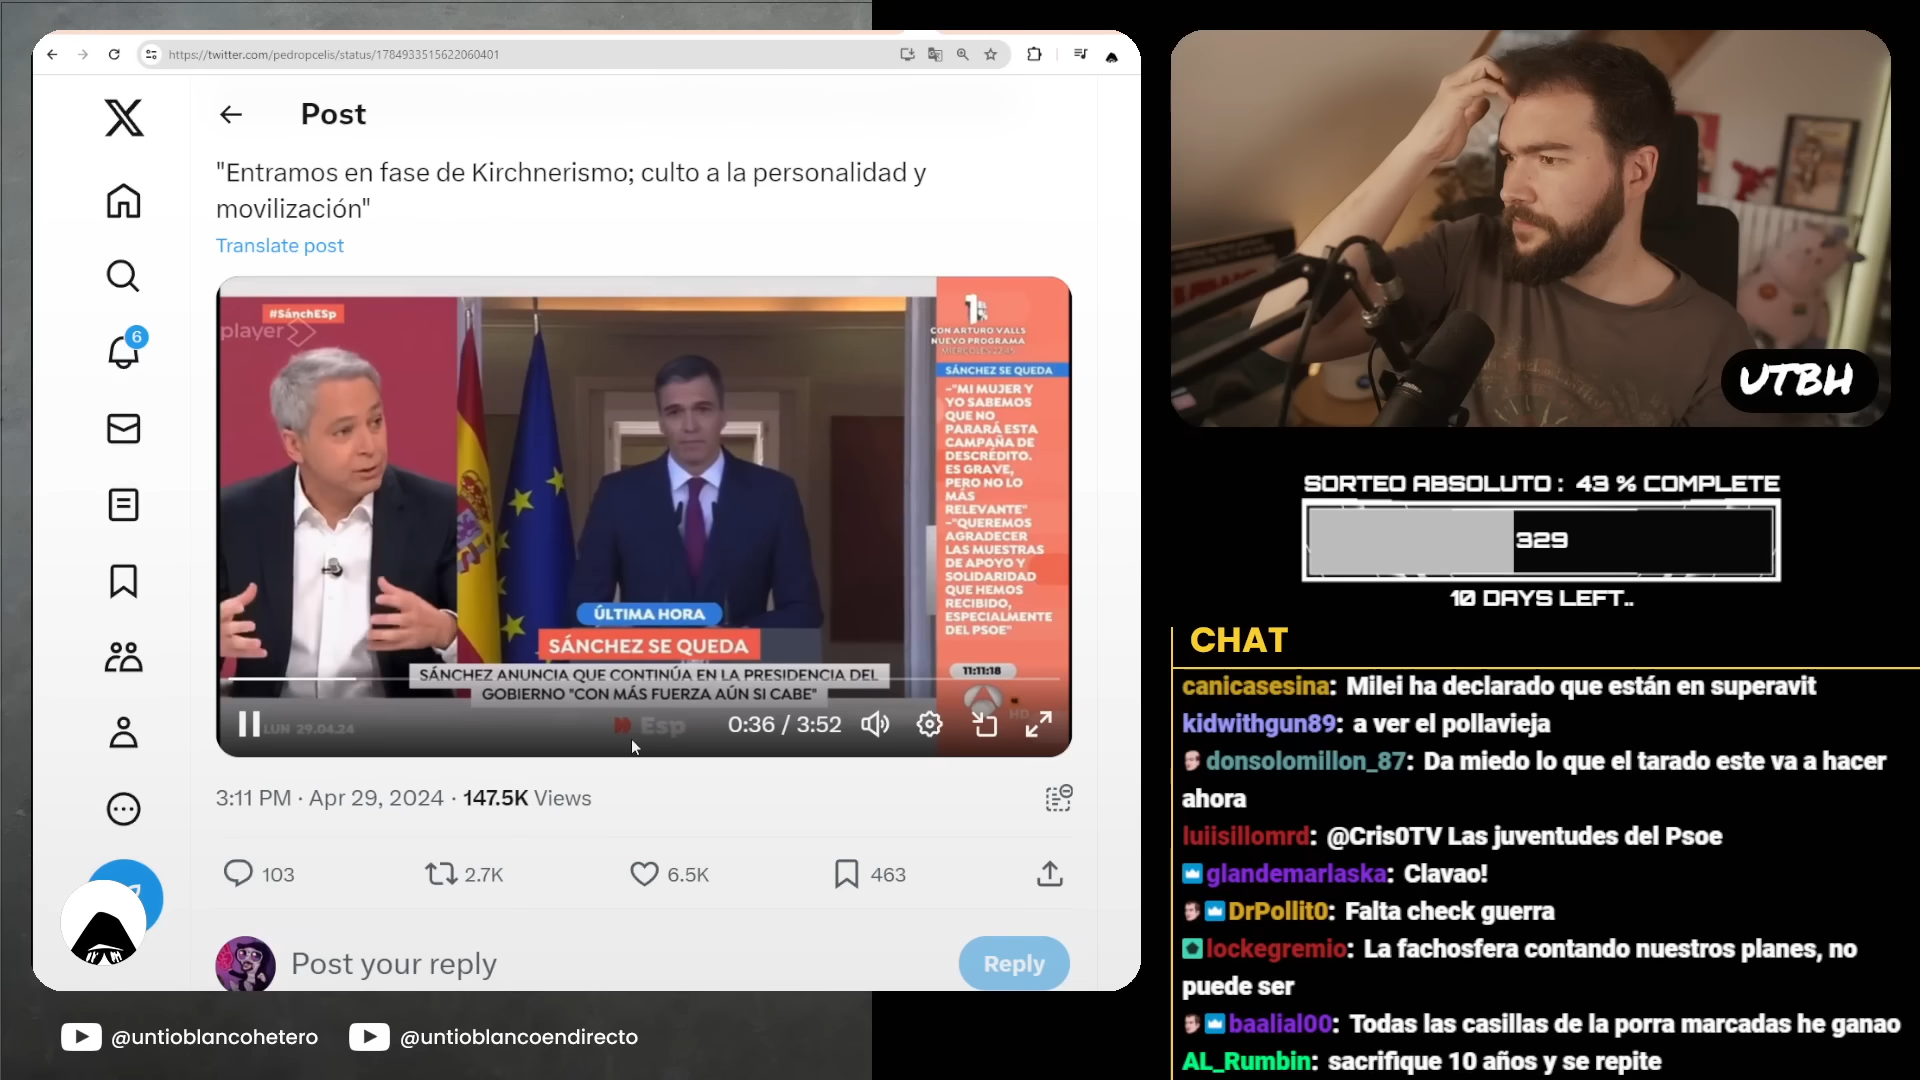 https://twitter.com/pedropcelis/status/1784933515622060401
Post
"Entramos en fase de Kirchnerismo; culto a la personalidad y
movilización"
Translate post
6
#SánchESp
player
CON ARTURO VALLS
NUEVO PROGRAMA
MIÉRCOLES 22:45
SÁNCHEZ SE QUEDA
-"MI MUJER Y
YO SABEMOS
QUE NO
PARARÁ ESTA
CAMPAÑA DE
DESCRÉDITO.
ES GRAVE,
PERO NO LO
MÁS
RELEVANTE"
-"QUEREMOS
AGRADECER
LAS MUESTRAS
DE APOYO Y
SOLIDARIDAD
QUE HEMOS
RECIBIDO,
ESPECIALMENTE
DEL PSOE"
11:11:18
HD
ÚLTIMA HORA
SÁNCHEZ SE QUEDA
SÁNCHEZ ANUNCIA QUE CONTINÚA EN LA PRESIDENCIA DEL
GOBIERNO "CON MÁS FUERZA AÚN SI CABE"
LUN 29.04.24
Esp
0:36 / 3:52
3:11 PM · Apr 29, 2024 · 147.5K Views
103
2.7K
6.5K
463
Post your reply
Reply
@untioblancohetero
@untioblancoendirecto
UTBH
SORTEO ABSOLUTO : 43 % COMPLETE
329
10 DAYS LEFT..
CHAT
canicasesina: Milei ha declarado que están en superavit
kidwithgun89: a ver el pollavieja
donsolomillon_87: Da miedo lo que el tarado este va a hacer
ahora
luiisillomrd: @Cris0TV Las juventudes del Psoe
glandemarlaska: Clavao!
DrPollit0: Falta check guerra
lockegremio: La fachosfera contando nuestros planes, no
puede ser
baalial00: Todas las casillas de la porra marcadas he ganao
AL_Rumbin: sacrifique 10 años y se repite